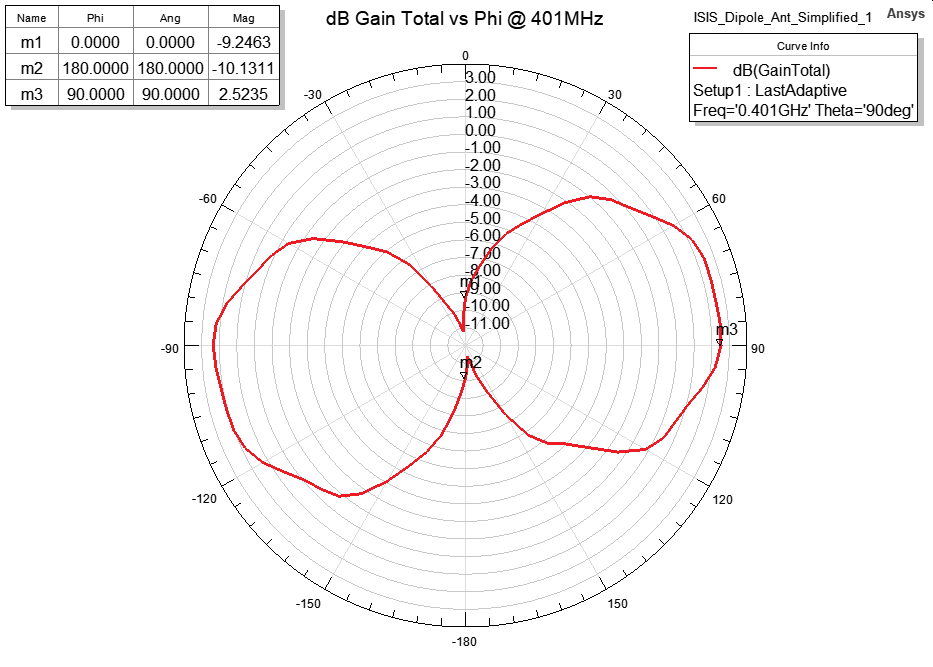 Name Phi Ang Mag
m1 0.0000 0.0000 -9.2463
m2 180.0000 180.0000 -10.1311
m3 90.0000 90.0000 2.5235
dB Gain Total vs Phi @ 401MHz
ISIS_Dipole_Ant_Simplified_1
Ansys
Curve Info
dB(GainTotal)
Setup1 : LastAdaptive
Freq='0.401GHz' Theta='90deg'
0
3.00
-30
2.00
30
1.00
0.00
-1.00
-2.00
-3.00
-60
-4.00
60
-5.00
-6.00
-7.00
-8.00
m1
-9.00
-10.00
-11.00
m3
-90
90
m2
-120
120
-150
150
-180